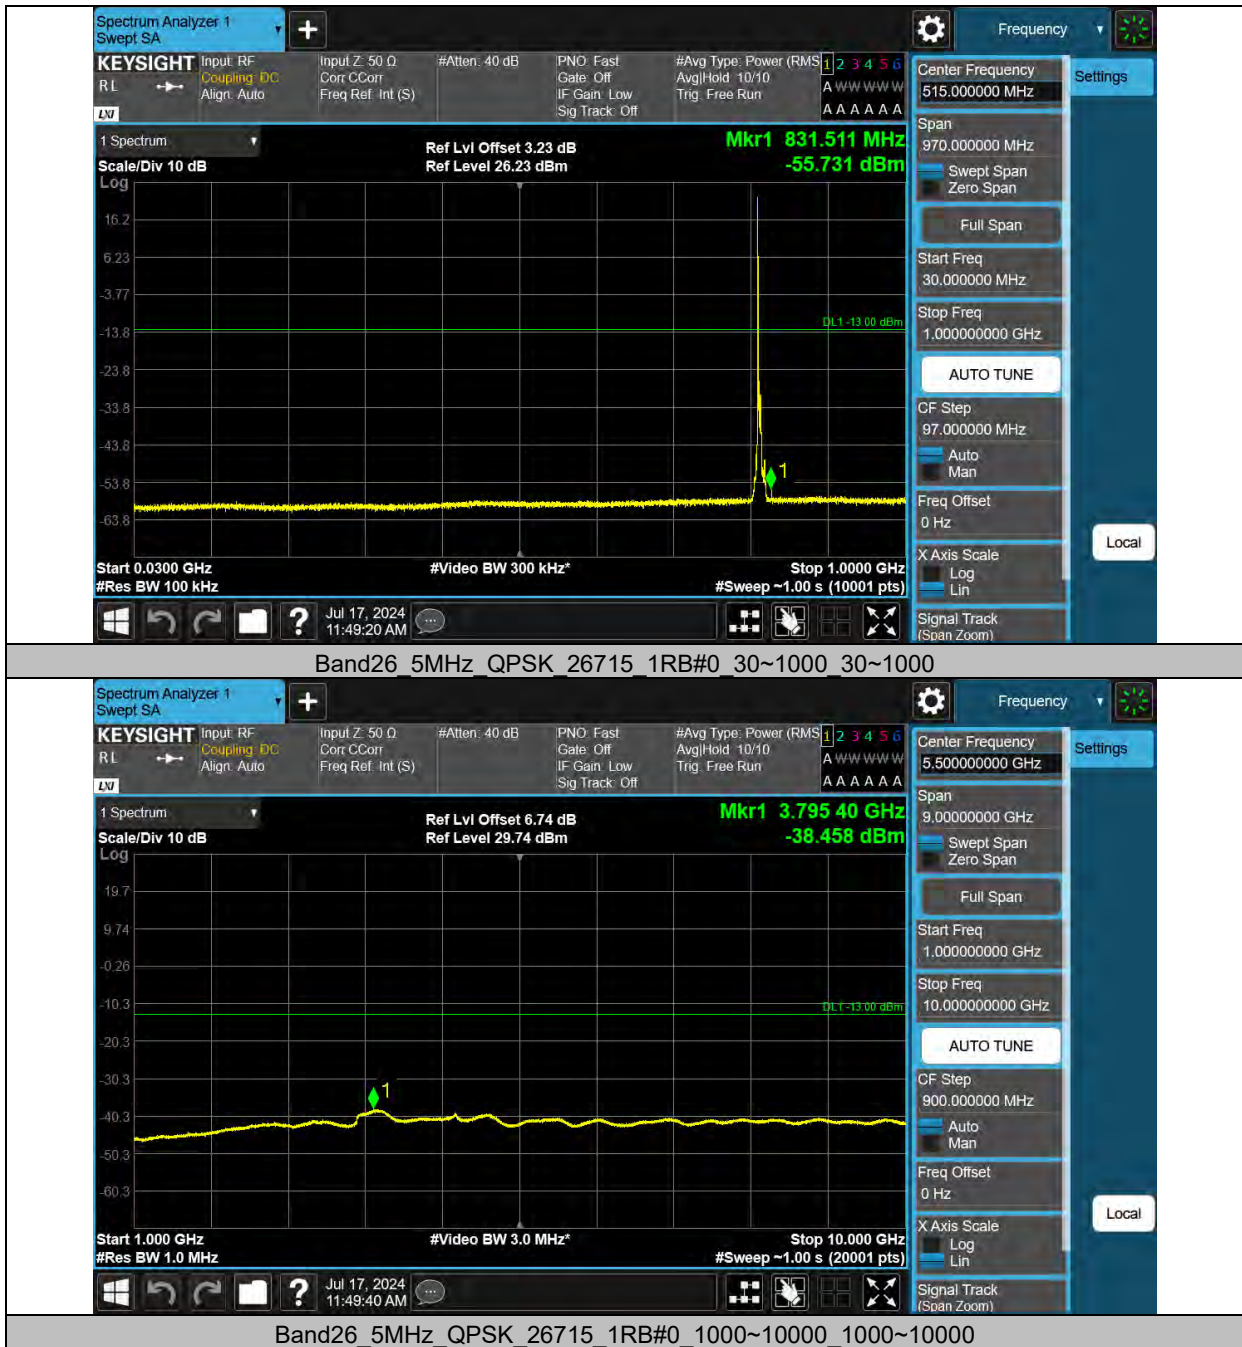 Spectrum Analyzer 1
Swept SA
+
Frequency
KEYSIGHT
Input: RF
Input Z: 50 Ω
#Atten: 40 dB
PNO: Fast
#Avg Type: Power (RMS
1 2 3 4 5 6
R L
Coupling: DC
Corr CCorr
Gate: Off
Avg|Hold: 10/10
A W W W W W
Align: Auto
Freq Ref: Int (S)
IF Gain: Low
Trig: Free Run
LXI
Sig Track: Off
A A A A A A
1 Spectrum
Ref Lvl Offset 3.23 dB
Mkr1 831.511 MHz
Scale/Div 10 dB
Ref Level 26.23 dBm
-55.731 dBm
Log
16.2
6.23
-3.77
DL1 -13.00 dBm
-13.8
-23.8
-33.8
-43.8
1
-53.8
-63.8
Start 0.0300 GHz
#Video BW 300 kHz*
Stop 1.0000 GHz
#Res BW 100 kHz
#Sweep ~1.00 s (10001 pts)
Jul 17, 2024
11:49:20 AM
?
Center Frequency
515.000000 MHz
Settings
Span
970.000000 MHz
Swept Span
Zero Span
Full Span
Start Freq
30.000000 MHz
Stop Freq
1.000000000 GHz
AUTO TUNE
CF Step
97.000000 MHz
Auto
Man
Freq Offset
0 Hz
Local
X Axis Scale
Log
Lin
Signal Track
(Span Zoom)
Band26_5MHz_QPSK_26715_1RB#0_30~1000_30~1000
Spectrum Analyzer 1
Swept SA
+
Frequency
KEYSIGHT
Input: RF
Input Z: 50 Ω
#Atten: 40 dB
PNO: Fast
#Avg Type: Power (RMS
1 2 3 4 5 6
R L
Coupling: DC
Corr CCorr
Gate: Off
Avg|Hold: 10/10
A W W W W W
Align: Auto
Freq Ref: Int (S)
IF Gain: Low
Trig: Free Run
LXI
Sig Track: Off
A A A A A A
1 Spectrum
Ref Lvl Offset 6.74 dB
Mkr1 3.795 40 GHz
Scale/Div 10 dB
Ref Level 29.74 dBm
-38.458 dBm
Log
19.7
9.74
-0.26
-10.3
DL1 -13.00 dBm
-20.3
-30.3
1
-40.3
-50.3
-60.3
Start 1.000 GHz
#Video BW 3.0 MHz*
Stop 10.000 GHz
#Res BW 1.0 MHz
#Sweep ~1.00 s (20001 pts)
Jul 17, 2024
11:49:40 AM
?
Center Frequency
5.500000000 GHz
Settings
Span
9.00000000 GHz
Swept Span
Zero Span
Full Span
Start Freq
1.000000000 GHz
Stop Freq
10.000000000 GHz
AUTO TUNE
CF Step
900.000000 MHz
Auto
Man
Freq Offset
0 Hz
Local
X Axis Scale
Log
Lin
Signal Track
(Span Zoom)
Band26_5MHz_QPSK_26715_1RB#0_1000~10000_1000~10000